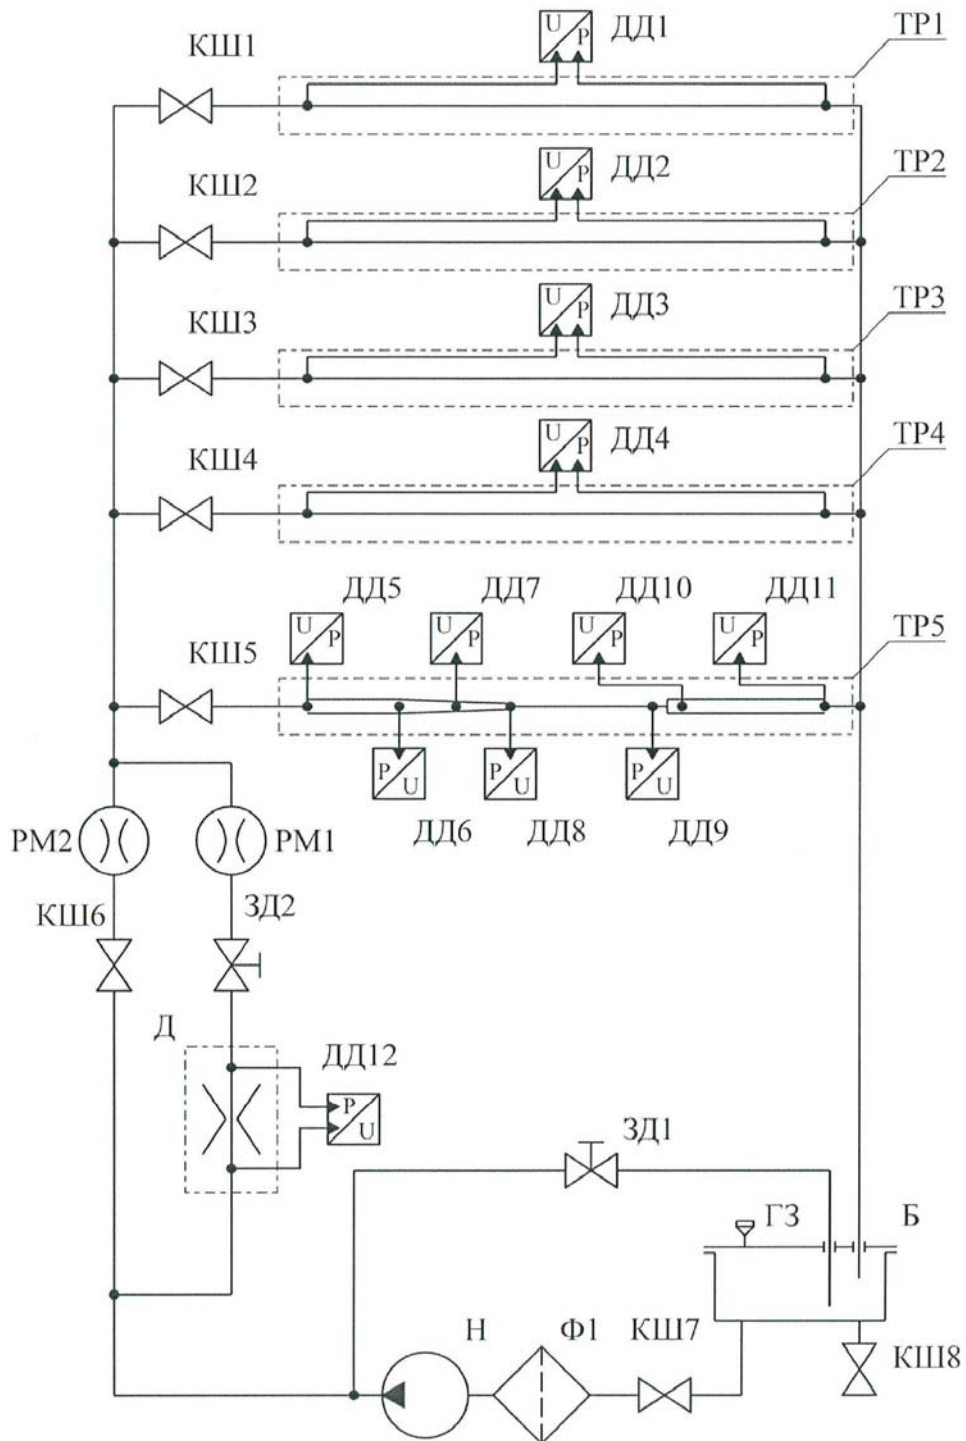 КШ1
U
P
ДД1
ТР1
КШ2
U
P
ДД2
ТР2
КШ3
U
P
ДД3
ТР3
КШ4
U
P
ДД4
ТР4
ДД5
ДД7
ДД10
ДД11
КШ5
U
P
U
P
U
P
U
P
ТР5
P
U
P
U
P
U
ДД6
ДД8
ДД9
РМ2
РМ1
КШ6
ЗД2
Д
ДД12
P
U
ЗД1
ГЗ
Б
Н
Ф1
КШ7
КШ8